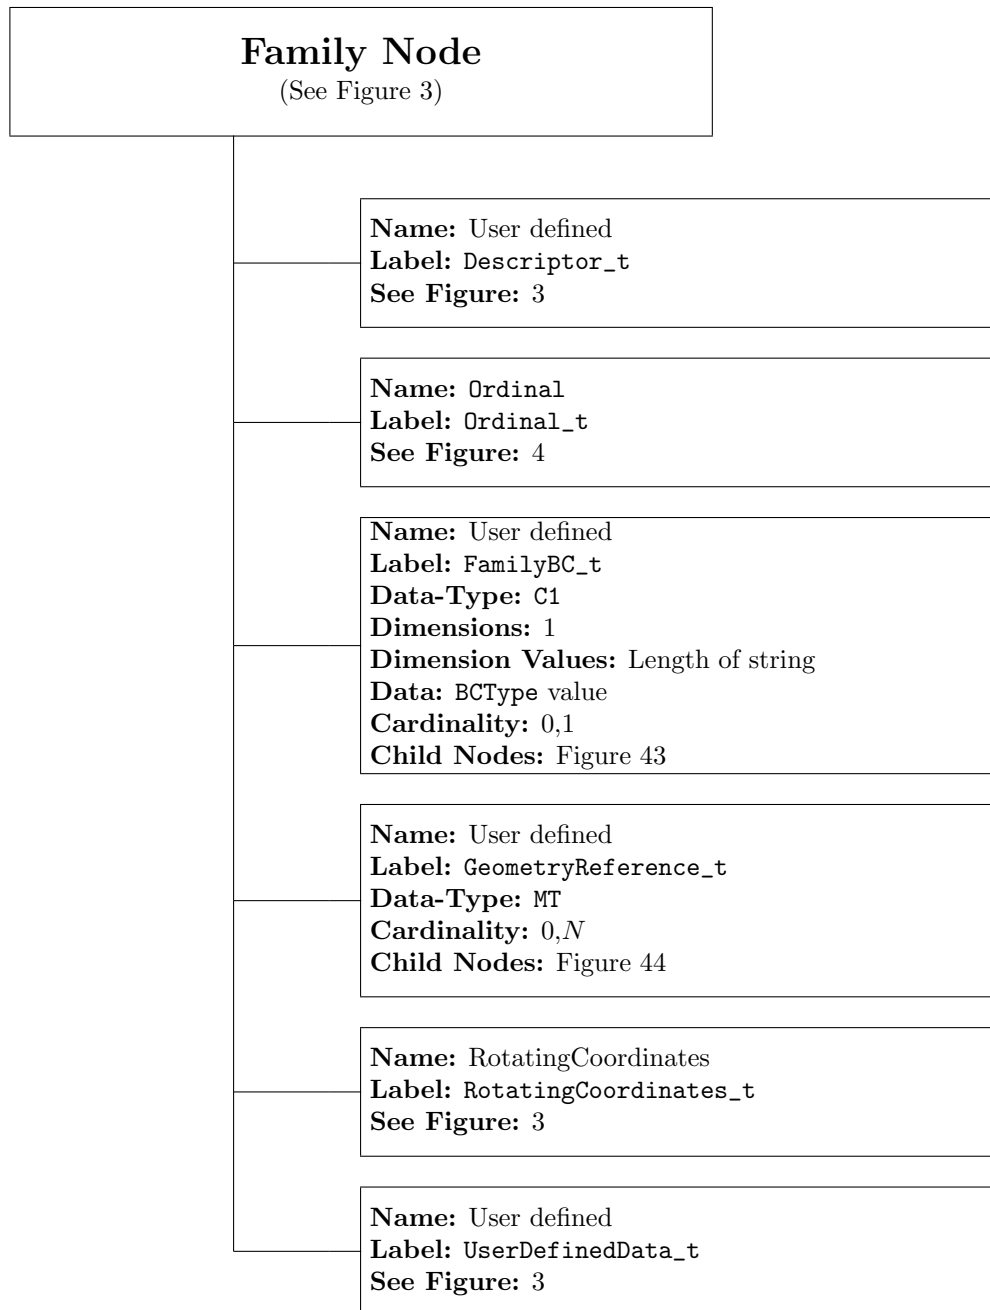 Family Node
(See Figure 3)
Name: User defined
Label: Descriptor_t
See Figure: 3
Name: Ordinal
Label: Ordinal_t
See Figure: 4
Name: User defined
Label: FamilyBC_t
Data-Type: C1
Dimensions: 1
Dimension Values: Length of string
Data: BCType value
Cardinality: 0,1
Child Nodes: Figure 43
Name: User defined
Label: GeometryReference_t
Data-Type: MT
Cardinality: 0,N
Child Nodes: Figure 44
Name: RotatingCoordinates
Label: RotatingCoordinates_t
See Figure: 3
Name: User defined
Label: UserDefinedData_t
See Figure: 3